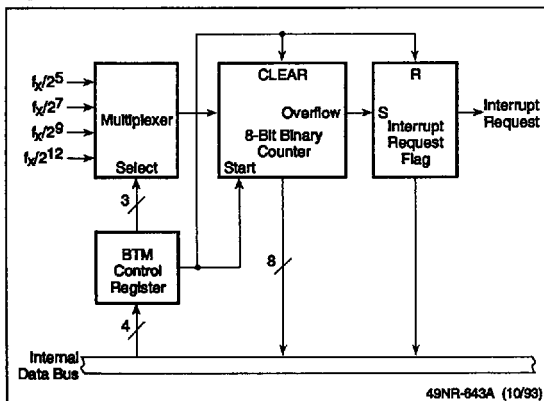 CLEAR
R
fx/2^5
fx/2^7
fx/2^9
fx/2^12
Multiplexer
Select
Overflow
8-Bit Binary
Counter
Start
S
Interrupt
Request
Flag
Interrupt
Request
3
BTM
Control
Register
8
4
Internal
Data Bus
49NR-643A (10/93)